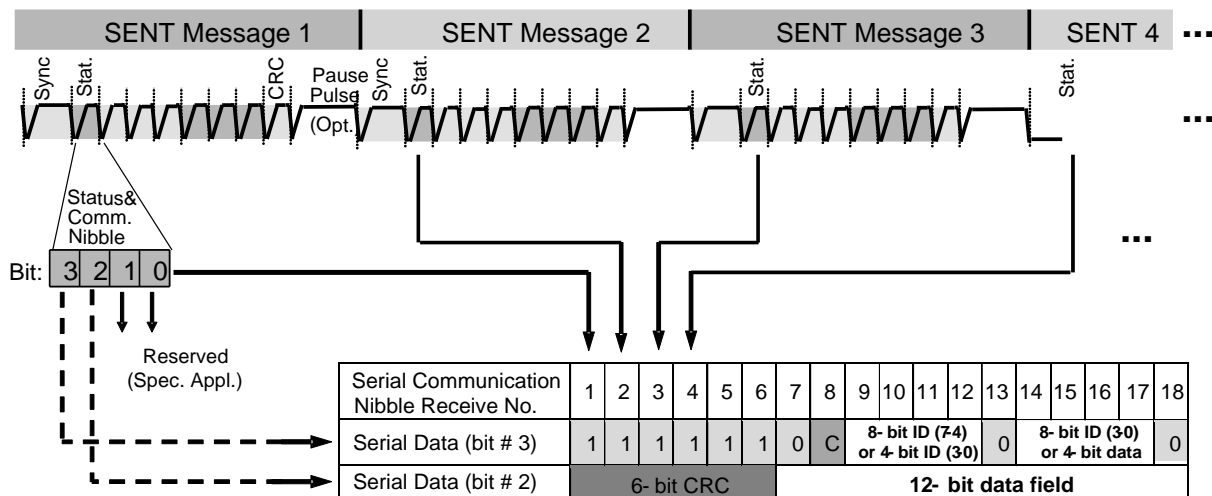 SENT Message 1 SENT Message 2 SENT Message 3 SENT 4 ...
Sync Stat. CRC Pause Pulse (Opt. Sync Stat. Stat. Stat.
...
Status&
Comm.
Nibble
...
Bit: 3 2 1 0
Reserved
(Spec. Appl.)
Serial Communication
Nibble Receive No. 1 2 3 4 5 6 7 8 9 10 11 12 13 14 15 16 17 18
Serial Data (bit # 3) 1 1 1 1 1 1 0 C 8- bit ID (7-4) 0 8- bit ID (30) 0
or 4- bit ID (30) or 4- bit data
Serial Data (bit # 2) 6- bit CRC 12- bit data field